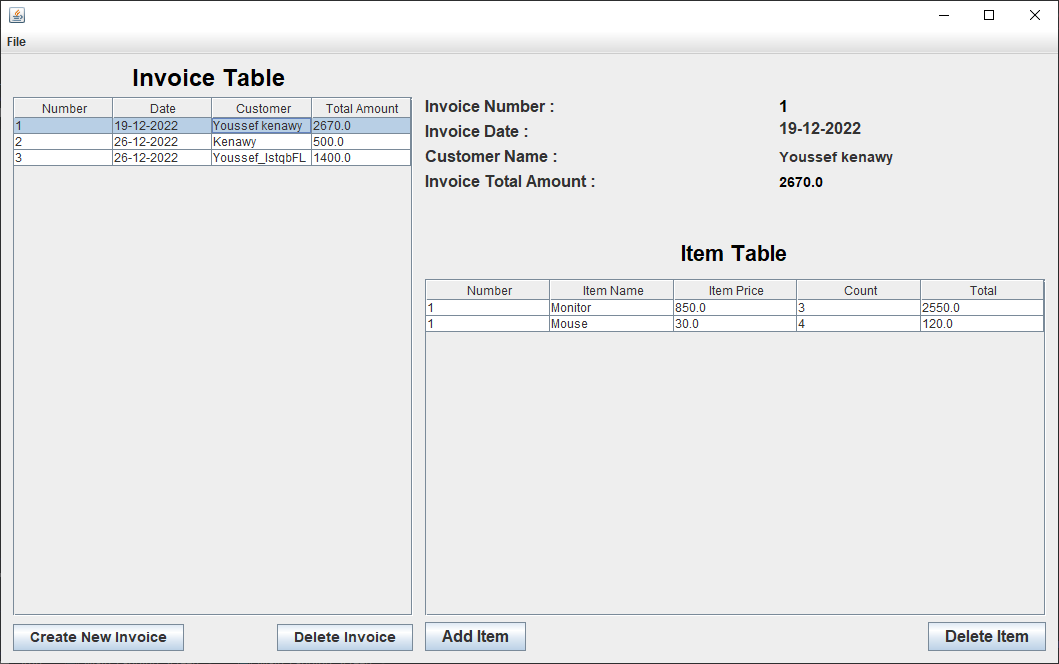 File
Invoice Table
Number Date Customer Total Amount
1 19-12-2022 Youssef kenawy 2670.0
2 26-12-2022 Kenawy 500.0
3 26-12-2022 Youssef_IstqbFL 1400.0
Invoice Number : 1
Invoice Date : 19-12-2022
Customer Name : Youssef kenawy
Invoice Total Amount : 2670.0
Item Table
Number Item Name Item Price Count Total
1 Monitor 850.0 3 2550.0
1 Mouse 30.0 4 120.0
Create New Invoice Delete Invoice Add Item Delete Item